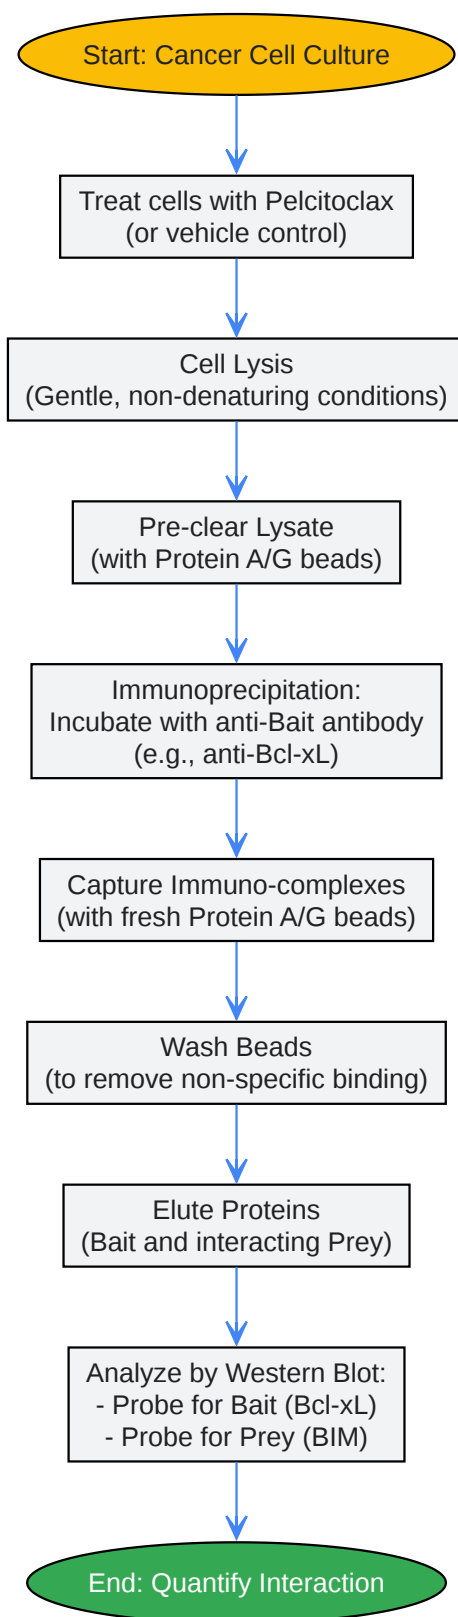 Start: Cancer Cell Culture
Treat cells with Pelcitoclax
(or vehicle control)
Cell Lysis
(Gentle, non-denaturing conditions)
Pre-clear Lysate
(with Protein A/G beads)
Immunoprecipitation:
Incubate with anti-Bait antibody
(e.g., anti-Bcl-xL)
Capture Immuno-complexes
(with fresh Protein A/G beads)
Wash Beads
(to remove non-specific binding)
Elute Proteins
(Bait and interacting Prey)
Analyze by Western Blot:
- Probe for Bait (Bcl-xL)
- Probe for Prey (BIM)
End: Quantify Interaction